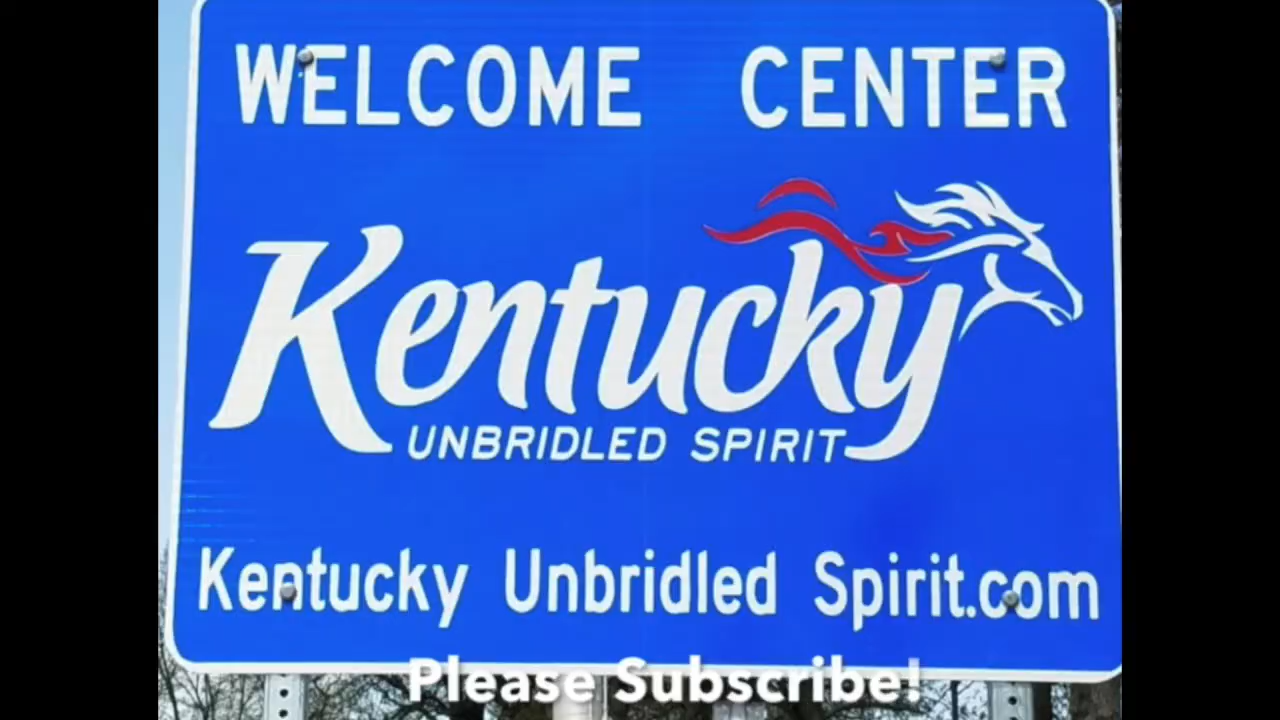 WELCOME CENTER
Kentucky
UNBRIDLED SPIRIT
Kentucky Unbridled Spirit.com
Please Subscribe!